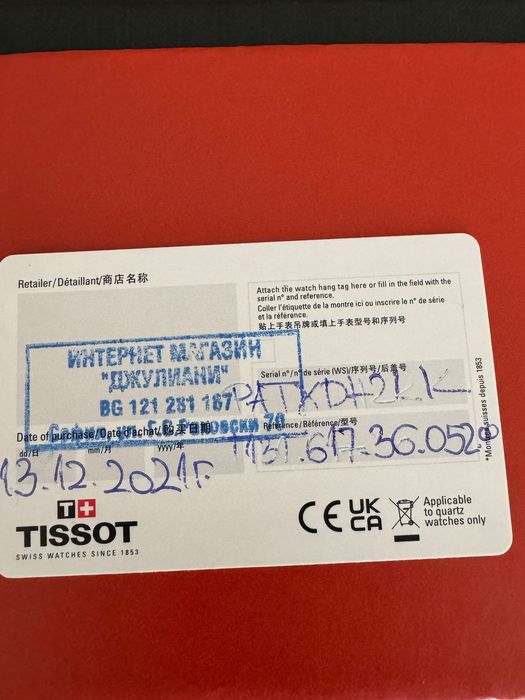 Retailer/Détaillant/商店名称
ИНТЕРНЕТ МАГАЗИН
"ДЖУЛИАНИ"
BG 121 281 187
Date of purchase/Date d'achat/购买日期
dd/日 mm/月 yyyy/年
13.12.2021г.
TISSOT
SWISS WATCHES SINCE 1853
Attach the watch hang tag here or fill in the field with the
serial n° and reference.
Coller l'étiquette de la montre ici ou inscrire le n° de série
et la référence.
贴上手表吊牌或填上手表型号和序列号
Serial n°/n° de série (WS)/序列号/后盖号
Reference/Référence/型号
T131.617.36.052
CE UK
CA
Applicable
to quartz
watches only
*Montres suisses depuis 1853